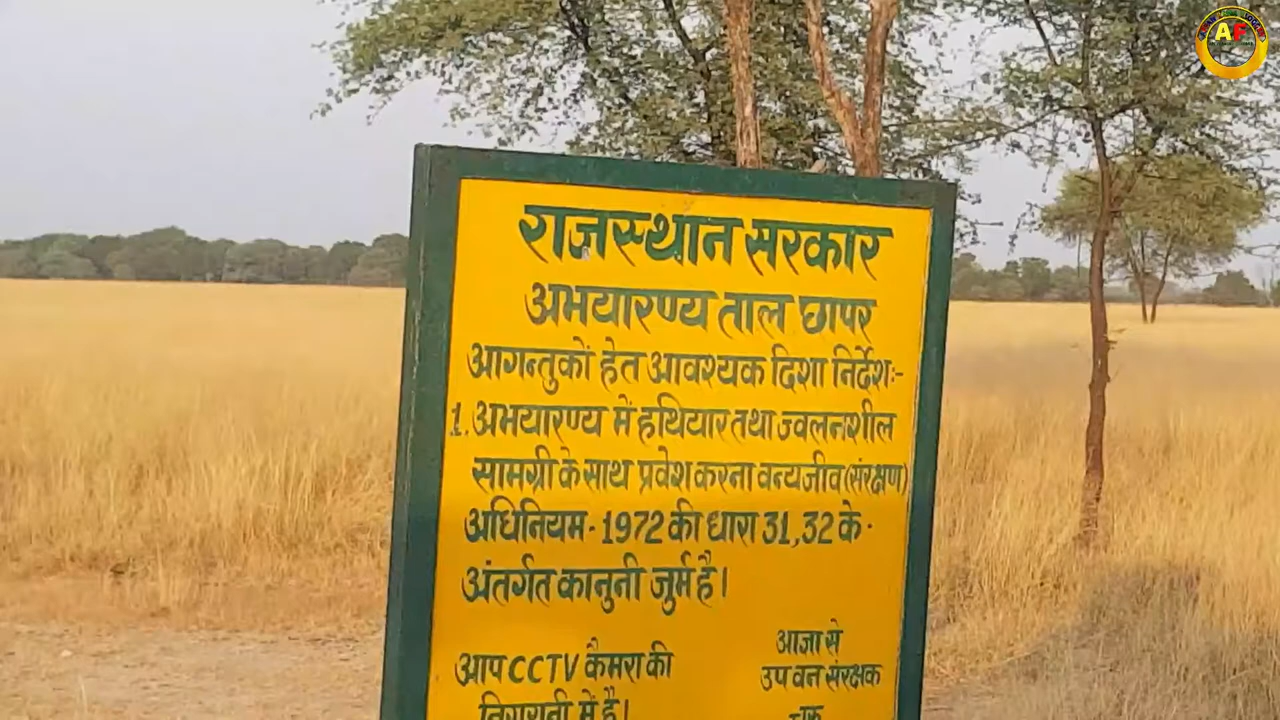 राजस्थान सरकार
अभयारण्य ताल छापर
आगन्तुकों हेत आवश्यक दिशा निर्देशः-
1. अभयारण्य में हथियार तथा ज्वलनशील
सामग्री के साथ प्रवेश करना वन्यजीव (संरक्षण)
अधिनियम - 1972 की धारा 31,32 के -
अंतर्गत कानुनी जुर्म है।
आप CCTV कैमरा की
निगरानी में है।
आज्ञा से
उप वन संरक्षक
चुरू
AF